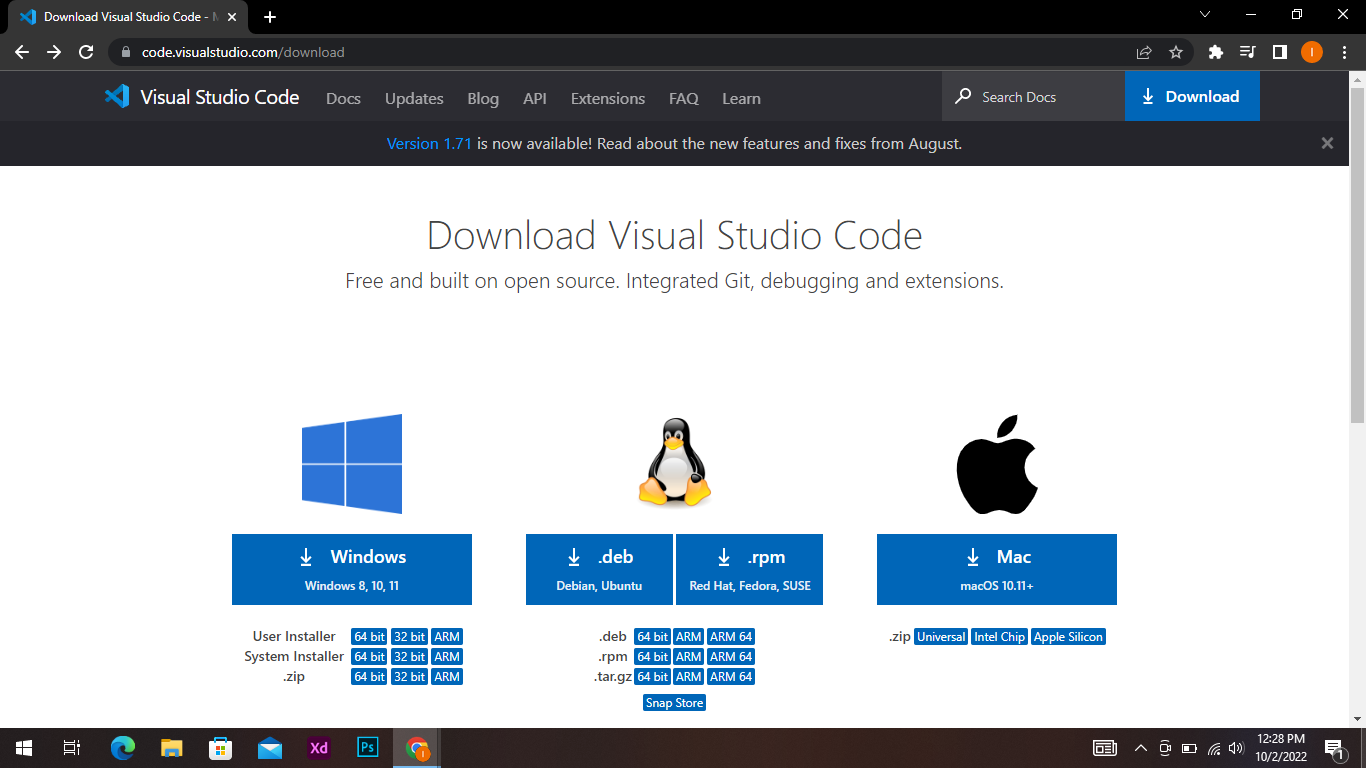 Download Visual Studio Code - M
code.visualstudio.com/download
I
Visual Studio Code Docs Updates Blog API Extensions FAQ Learn Search Docs Download
Version 1.71 is now available! Read about the new features and fixes from August.
Download Visual Studio Code
Free and built on open source. Integrated Git, debugging and extensions.
Windows
Windows 8, 10, 11
.deb
Debian, Ubuntu
.rpm
Red Hat, Fedora, SUSE
Mac
macOS 10.11+
User Installer 64 bit 32 bit ARM
System Installer 64 bit 32 bit ARM
.zip 64 bit 32 bit ARM
.deb 64 bit ARM ARM 64
.rpm 64 bit ARM ARM 64
.tar.gz 64 bit ARM ARM 64
Snap Store
.zip Universal Intel Chip Apple Silicon
Xd
Ps
I
12:28 PM
10/2/2022
1